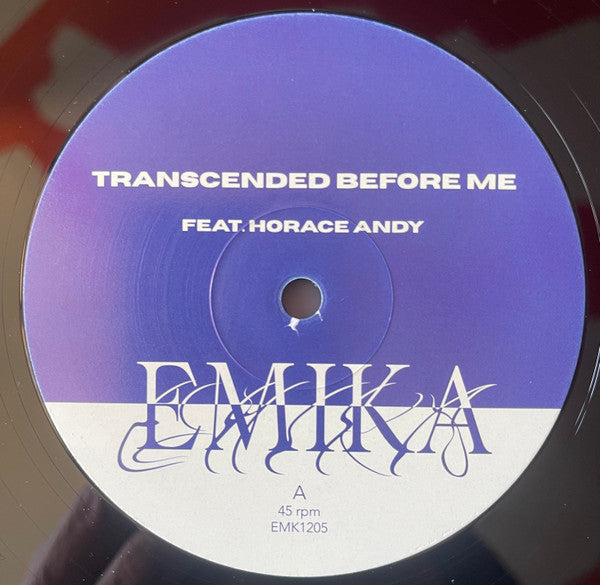 TRANSCENDED BEFORE ME
FEAT. HORACE ANDY
EMIKA
A
45 rpm
EMK1205